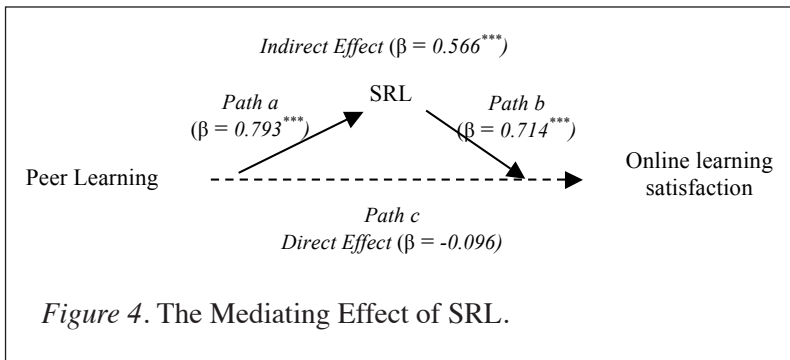 Indirect Effect (β = 0.566***)
Path a
(β = 0.793***)
SRL
Path b
(β = 0.714***)
Peer Learning
Online learning
satisfaction
Path c
Direct Effect (β = -0.096)
Figure 4. The Mediating Effect of SRL.